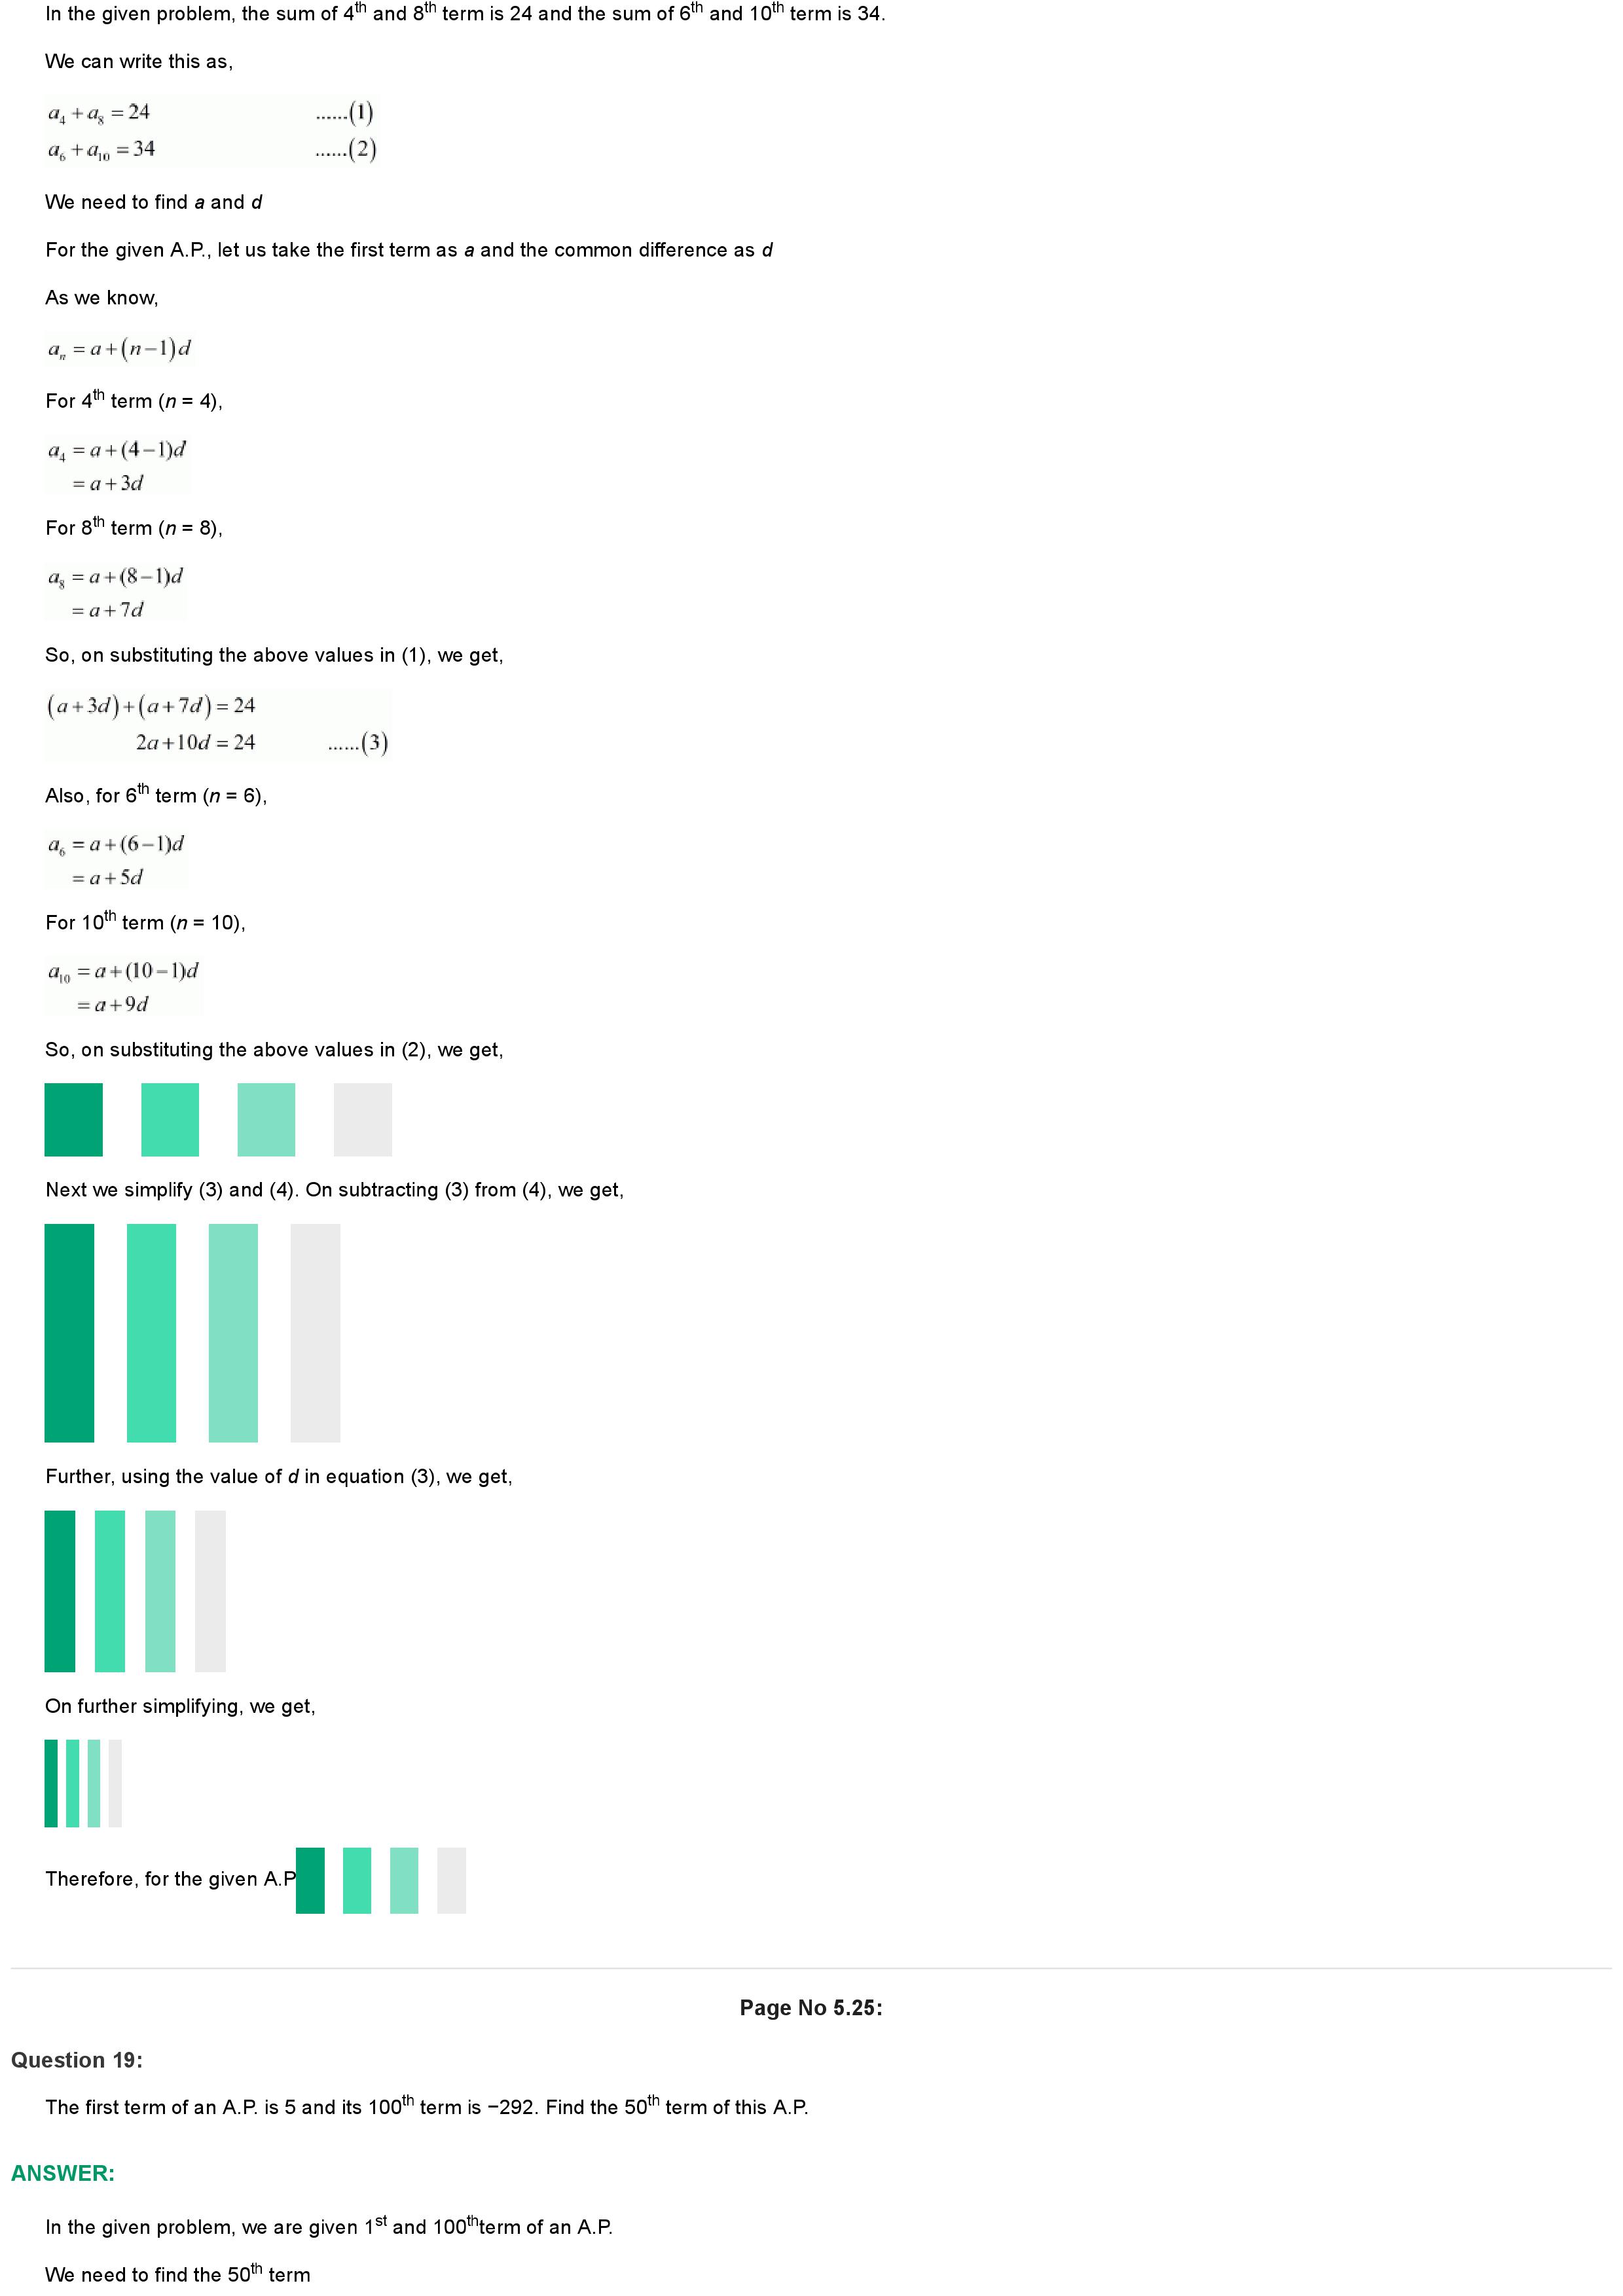 In the given problem, the sum of 4th and 8th term is 24 and the sum of 6th and 10th term is 34.
We can write this as,
a₄ + a₈ = 24 ......(1)
a₆ + a₁₀ = 34 ......(2)
We need to find a and d
For the given A.P., let us take the first term as a and the common difference as d
As we know,
aₙ = a + (n−1)d
For 4th term (n = 4),
a₄ = a + (4−1)d
= a + 3d
For 8th term (n = 8),
a₈ = a + (8−1)d
= a + 7d
So, on substituting the above values in (1), we get,
(a + 3d) + (a + 7d) = 24
2a + 10d = 24 ......(3)
Also, for 6th term (n = 6),
a₆ = a + (6−1)d
= a + 5d
For 10th term (n = 10),
a₁₀ = a + (10−1)d
= a + 9d
So, on substituting the above values in (2), we get,
Next we simplify (3) and (4). On subtracting (3) from (4), we get,
Further, using the value of d in equation (3), we get,
On further simplifying, we get,
Therefore, for the given A.P
Page No 5.25:
Question 19:
The first term of an A.P. is 5 and its 100th term is −292. Find the 50th term of this A.P.
ANSWER:
In the given problem, we are given 1st and 100thterm of an A.P.
We need to find the 50th term